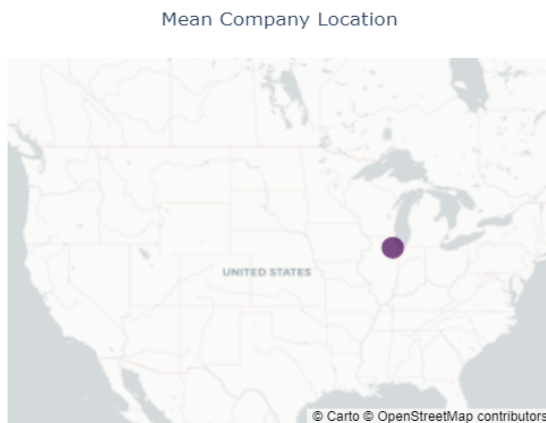 Mean Company Location
UNITED STATES
© Carto © OpenStreetMap contributors